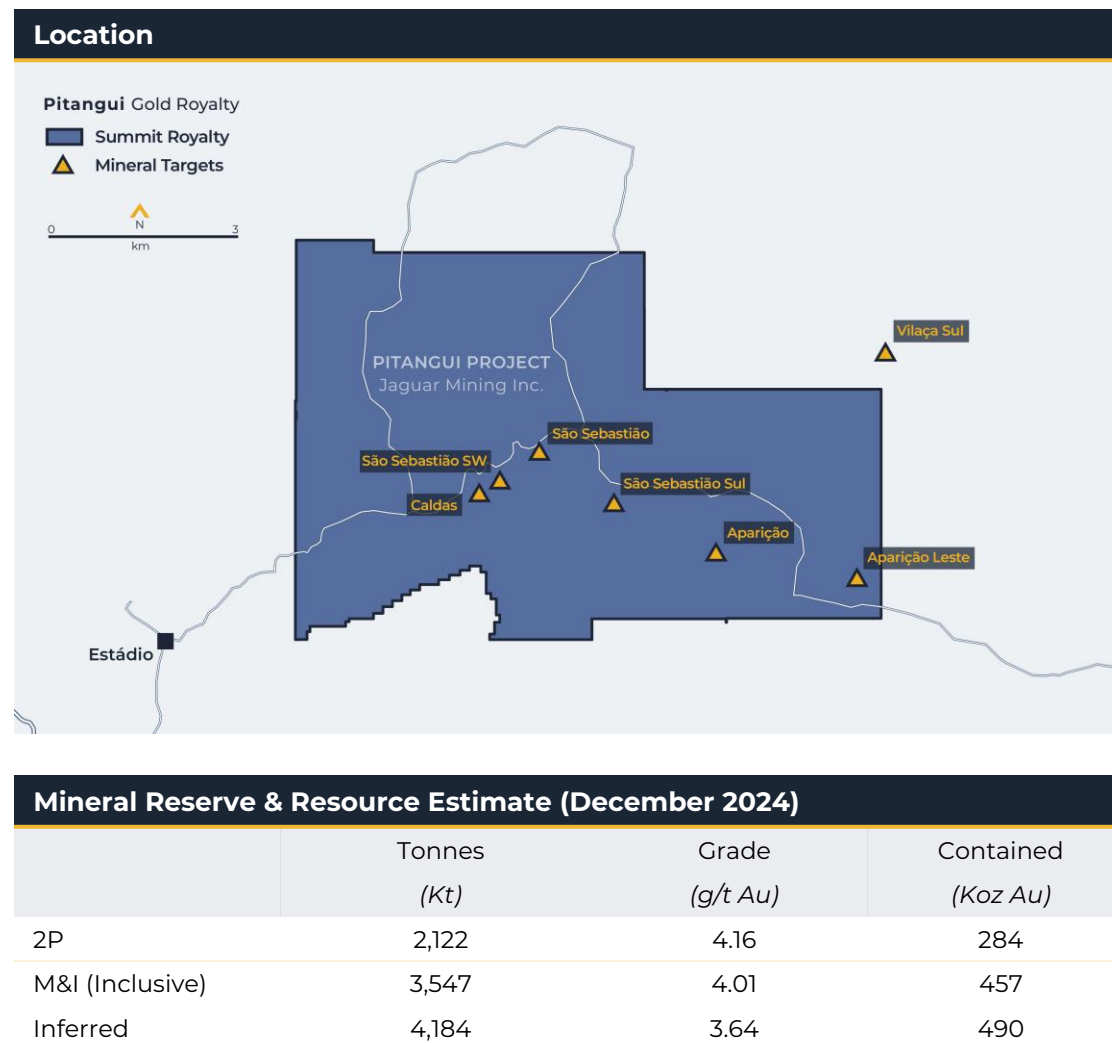 Location
Pitangui Gold Royalty
Summit Royalty
Mineral Targets
N
0 3
km
Vilaça Sul
PITANGUI PROJECT
Jaguar Mining Inc.
São Sebastião
São Sebastião SW
São Sebastião Sul
Caldas
Aparição
Aparição Leste
Estádio
Mineral Reserve & Resource Estimate (December 2024)
Tonnes Grade Contained
(Kt) (g/t Au) (Koz Au)
2P 2,122 4.16 284
M&I (Inclusive) 3,547 4.01 457
Inferred 4,184 3.64 490